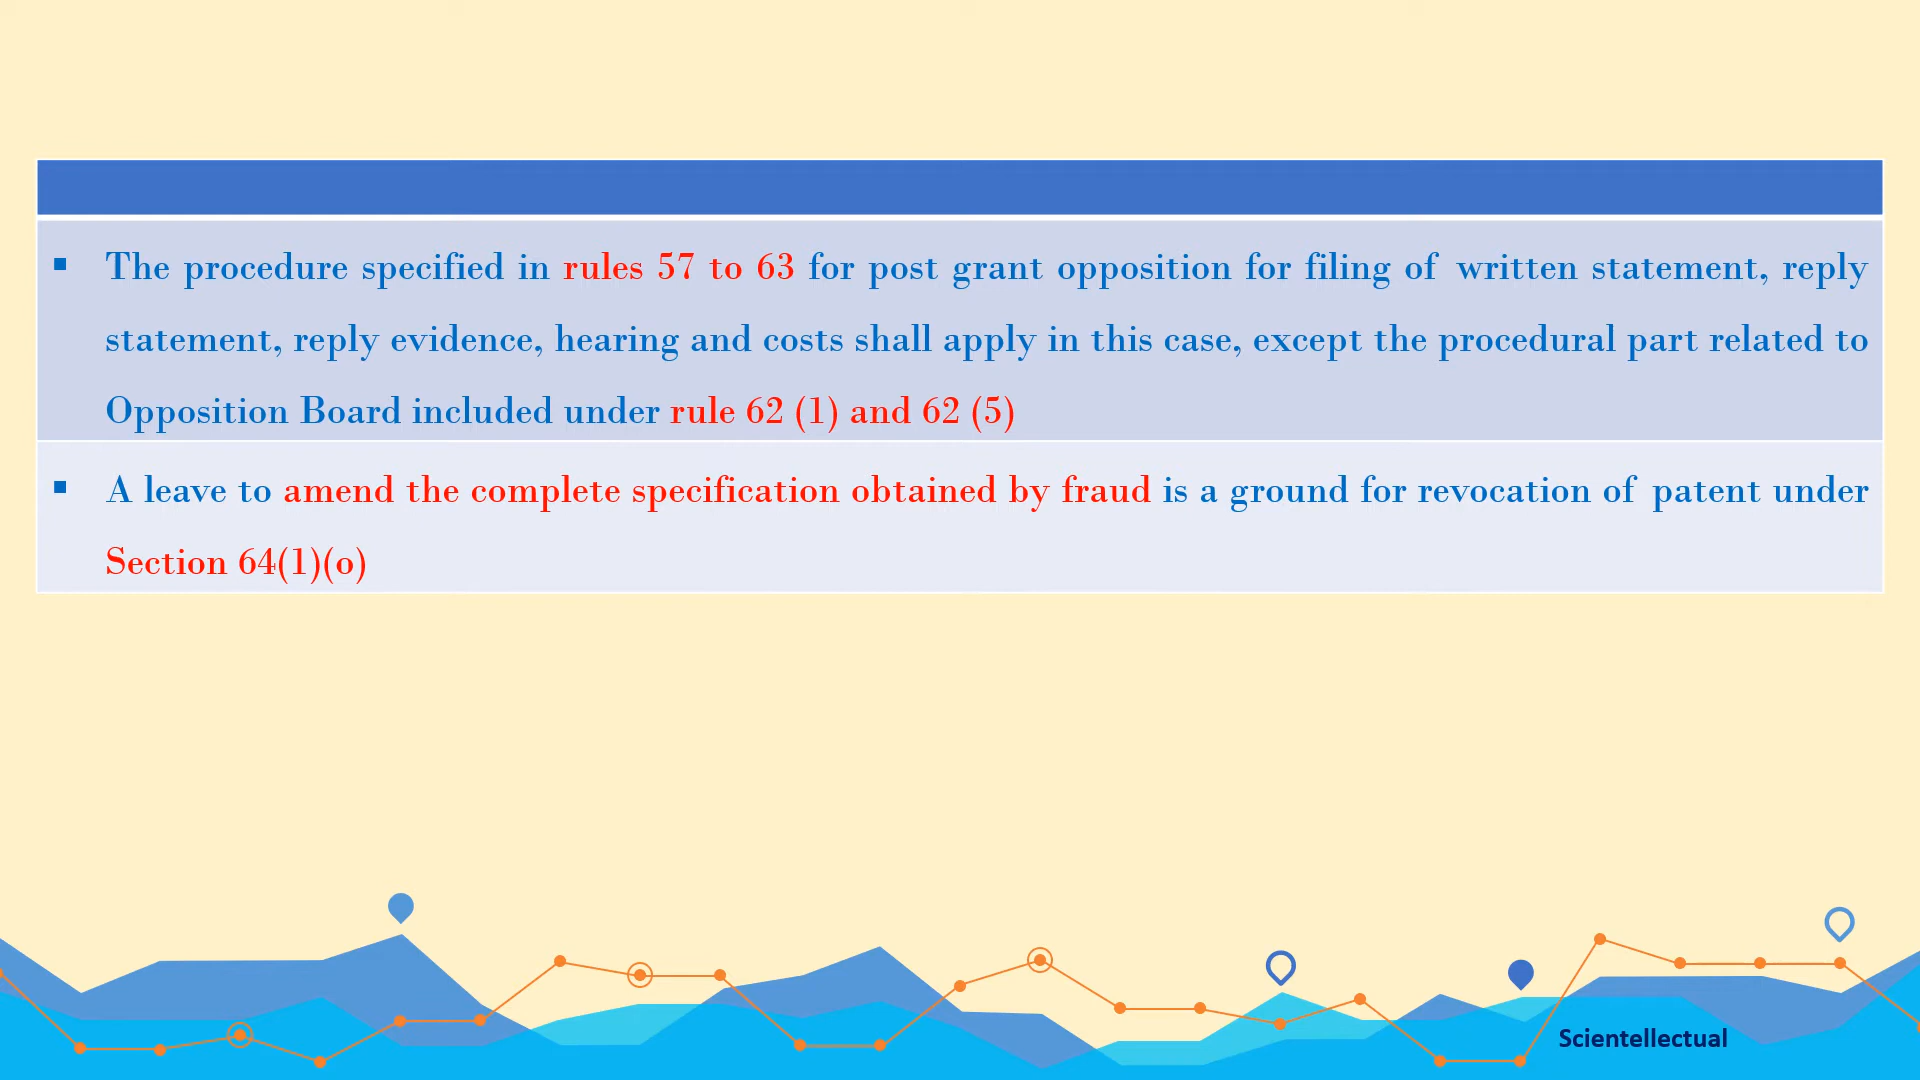 ▪ The procedure specified in rules 57 to 63 for post grant opposition for filing of written statement, reply
statement, reply evidence, hearing and costs shall apply in this case, except the procedural part related to
Opposition Board included under rule 62 (1) and 62 (5)
▪ A leave to amend the complete specification obtained by fraud is a ground for revocation of patent under
Section 64(1)(o)
Scientellectual